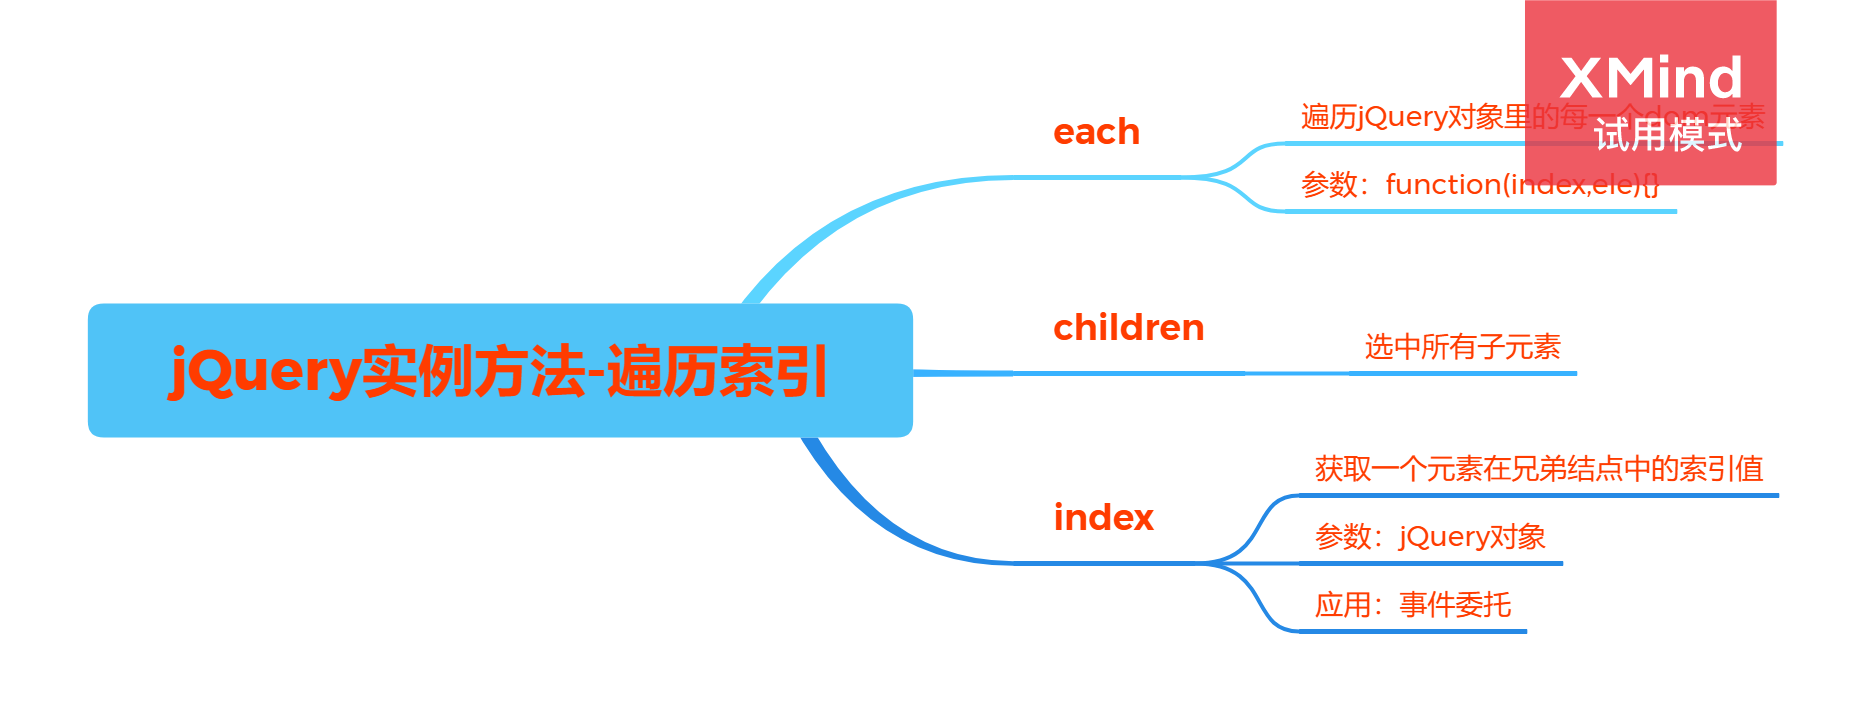 XMind
试用模式
each
遍历jQuery对象里的每一个dom元素
参数：function(index,ele){}
jQuery实例方法-遍历索引
children
选中所有子元素
index
获取一个元素在兄弟结点中的索引值
参数：jQuery对象
应用：事件委托